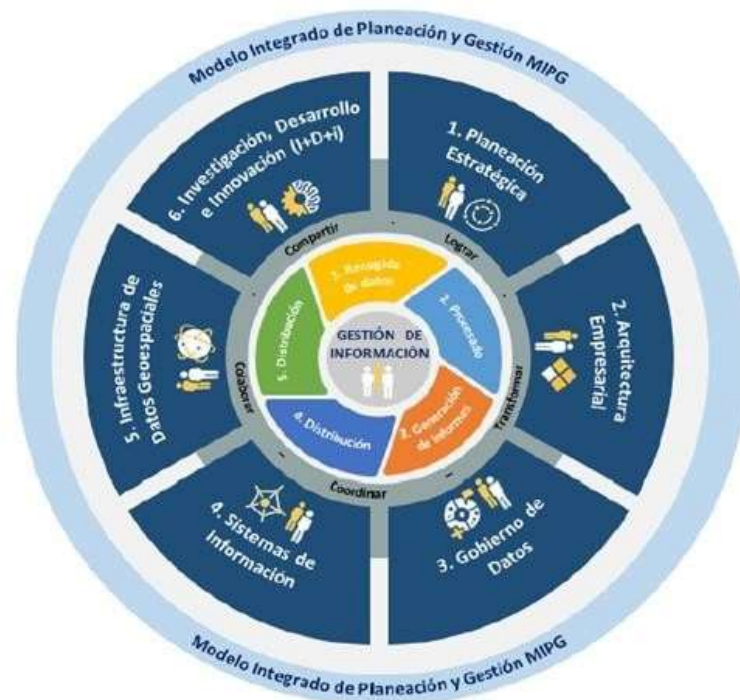 Modelo Integrado de Planeación y Gestión MIPG
1. Planeación
Estratégica
2. Arquitectura
Empresarial
3. Gobierno de
Datos
4. Sistemas de
Información
5. Infraestructura de
Datos Geoespaciales
6. Investigación, Desarrollo
e Innovación (I+D+i)
Compartir
Lograr
Transformar
Coordinar
Colaborar
1. Recogida
de datos
2. Procesado
3. Generación
de informes
4. Distribución
5. Distribución
GESTIÓN DE
INFORMACIÓN
Modelo Integrado de Planeación y Gestión MIPG